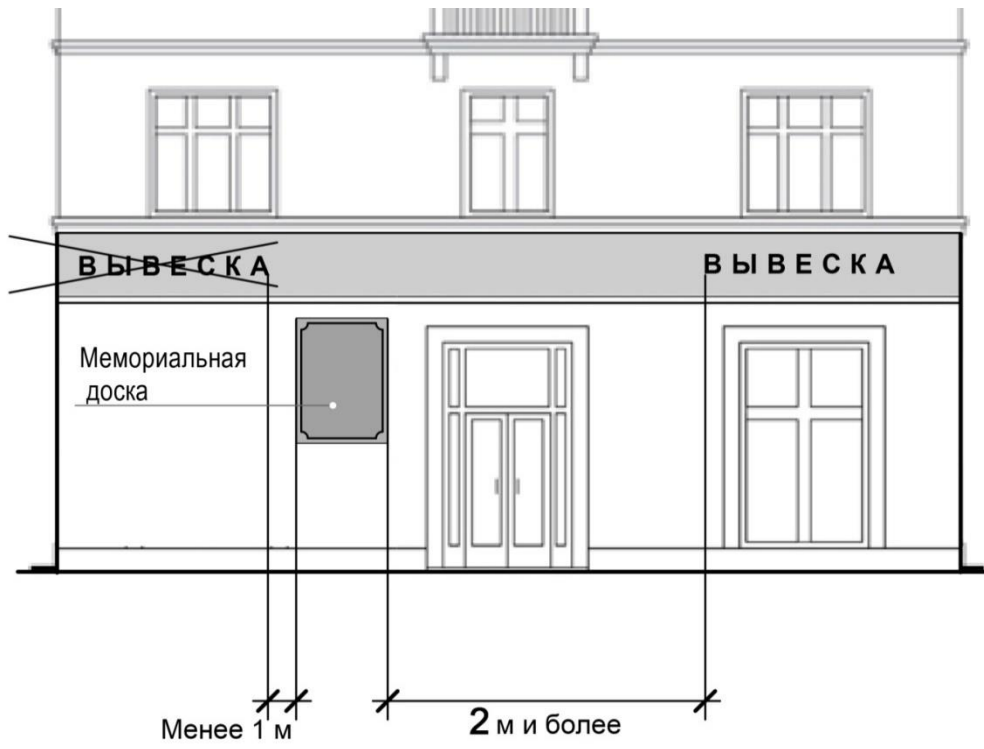 ВЫВЕСКА
ВЫВЕСКА
Мемориальная
доска
Менее 1 м
2 м и более